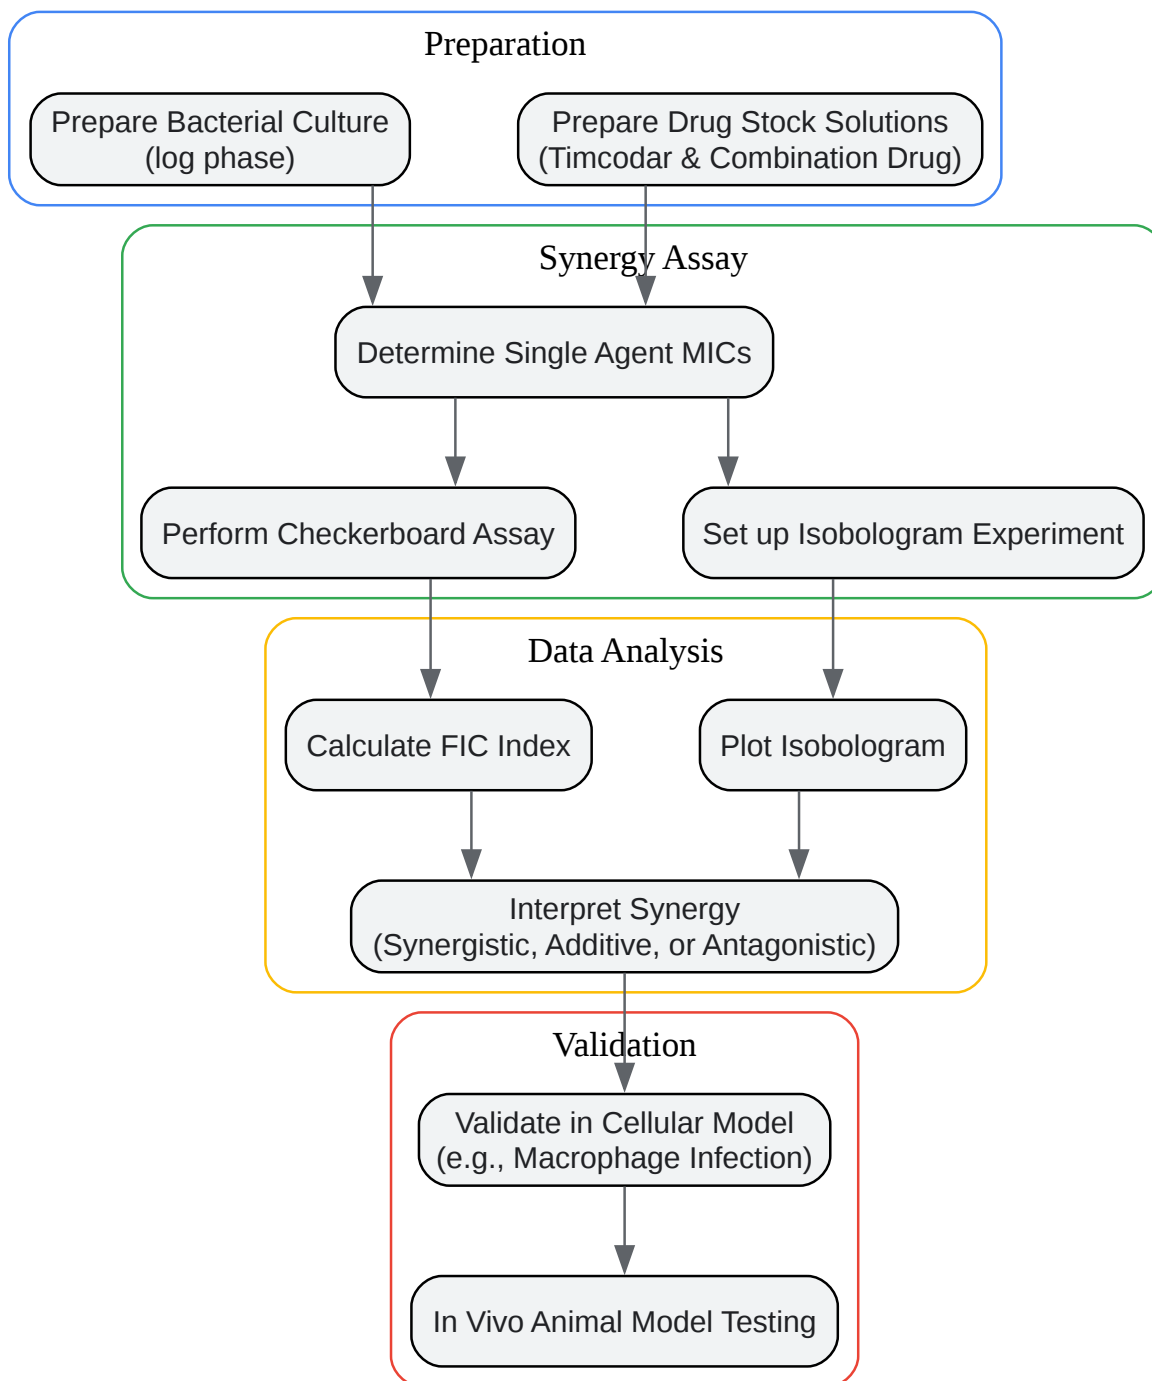 Preparation
Prepare Bacterial Culture
(log phase)
Prepare Drug Stock Solutions
(Timcodar & Combination Drug)
Synergy Assay
Determine Single Agent MICs
Perform Checkerboard Assay
Set up Isobologram Experiment
Data Analysis
Calculate FIC Index
Plot Isobologram
Interpret Synergy
(Synergistic, Additive, or Antagonistic)
Validation
Validate in Cellular Model
(e.g., Macrophage Infection)
In Vivo Animal Model Testing